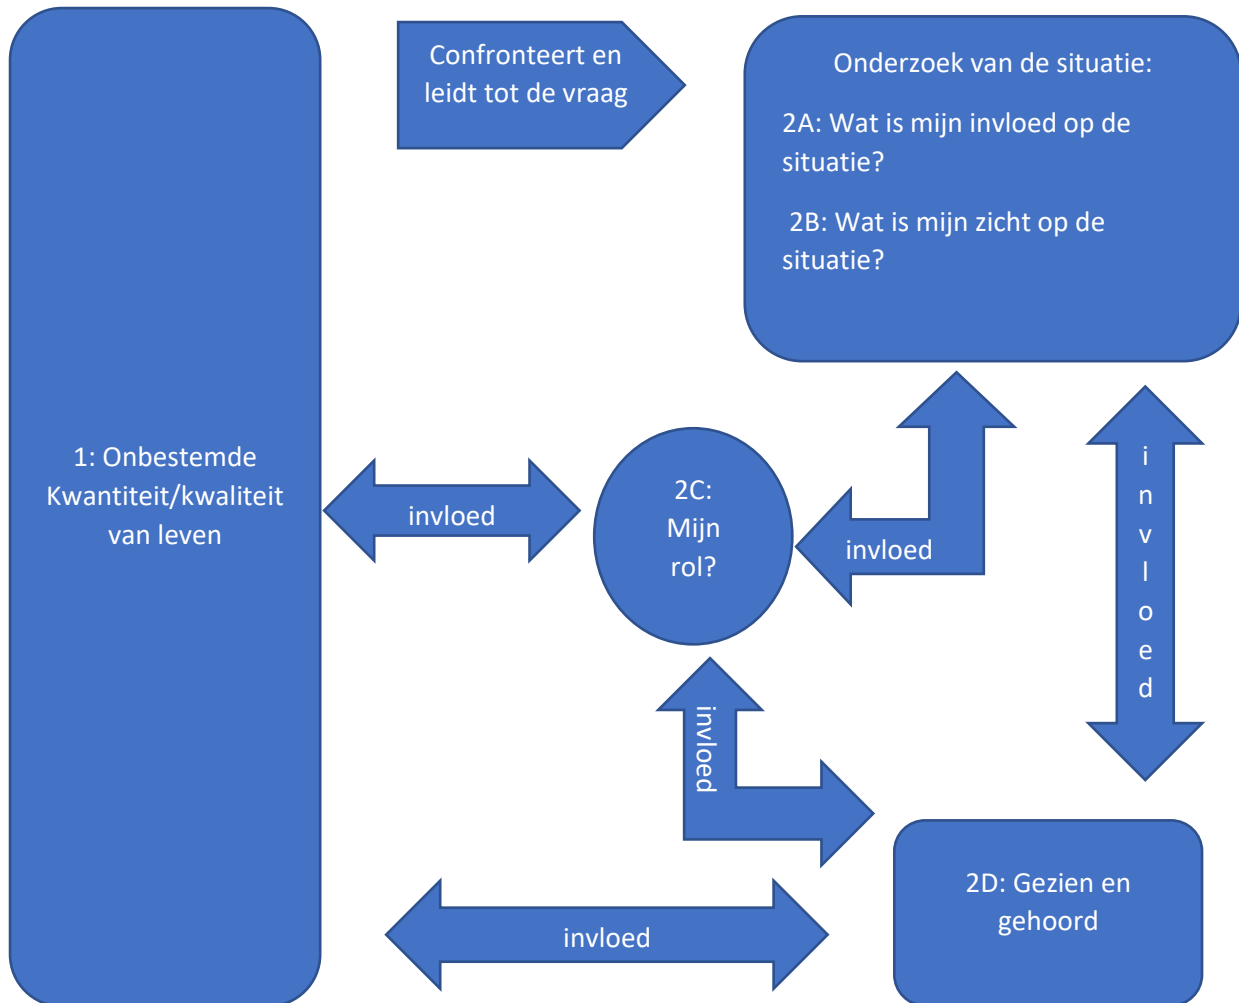 Confronteert en
leidt tot de vraag
Onderzoek van de situatie:
2A: Wat is mijn invloed op de
situatie?
2B: Wat is mijn zicht op de
situatie?
1: Onbestemde
Kwantiteit/kwaliteit
van leven
invloed
2C:
Mijn
rol?
invloed
invloed
invloed
invloed
2D: Gezien en
gehoord